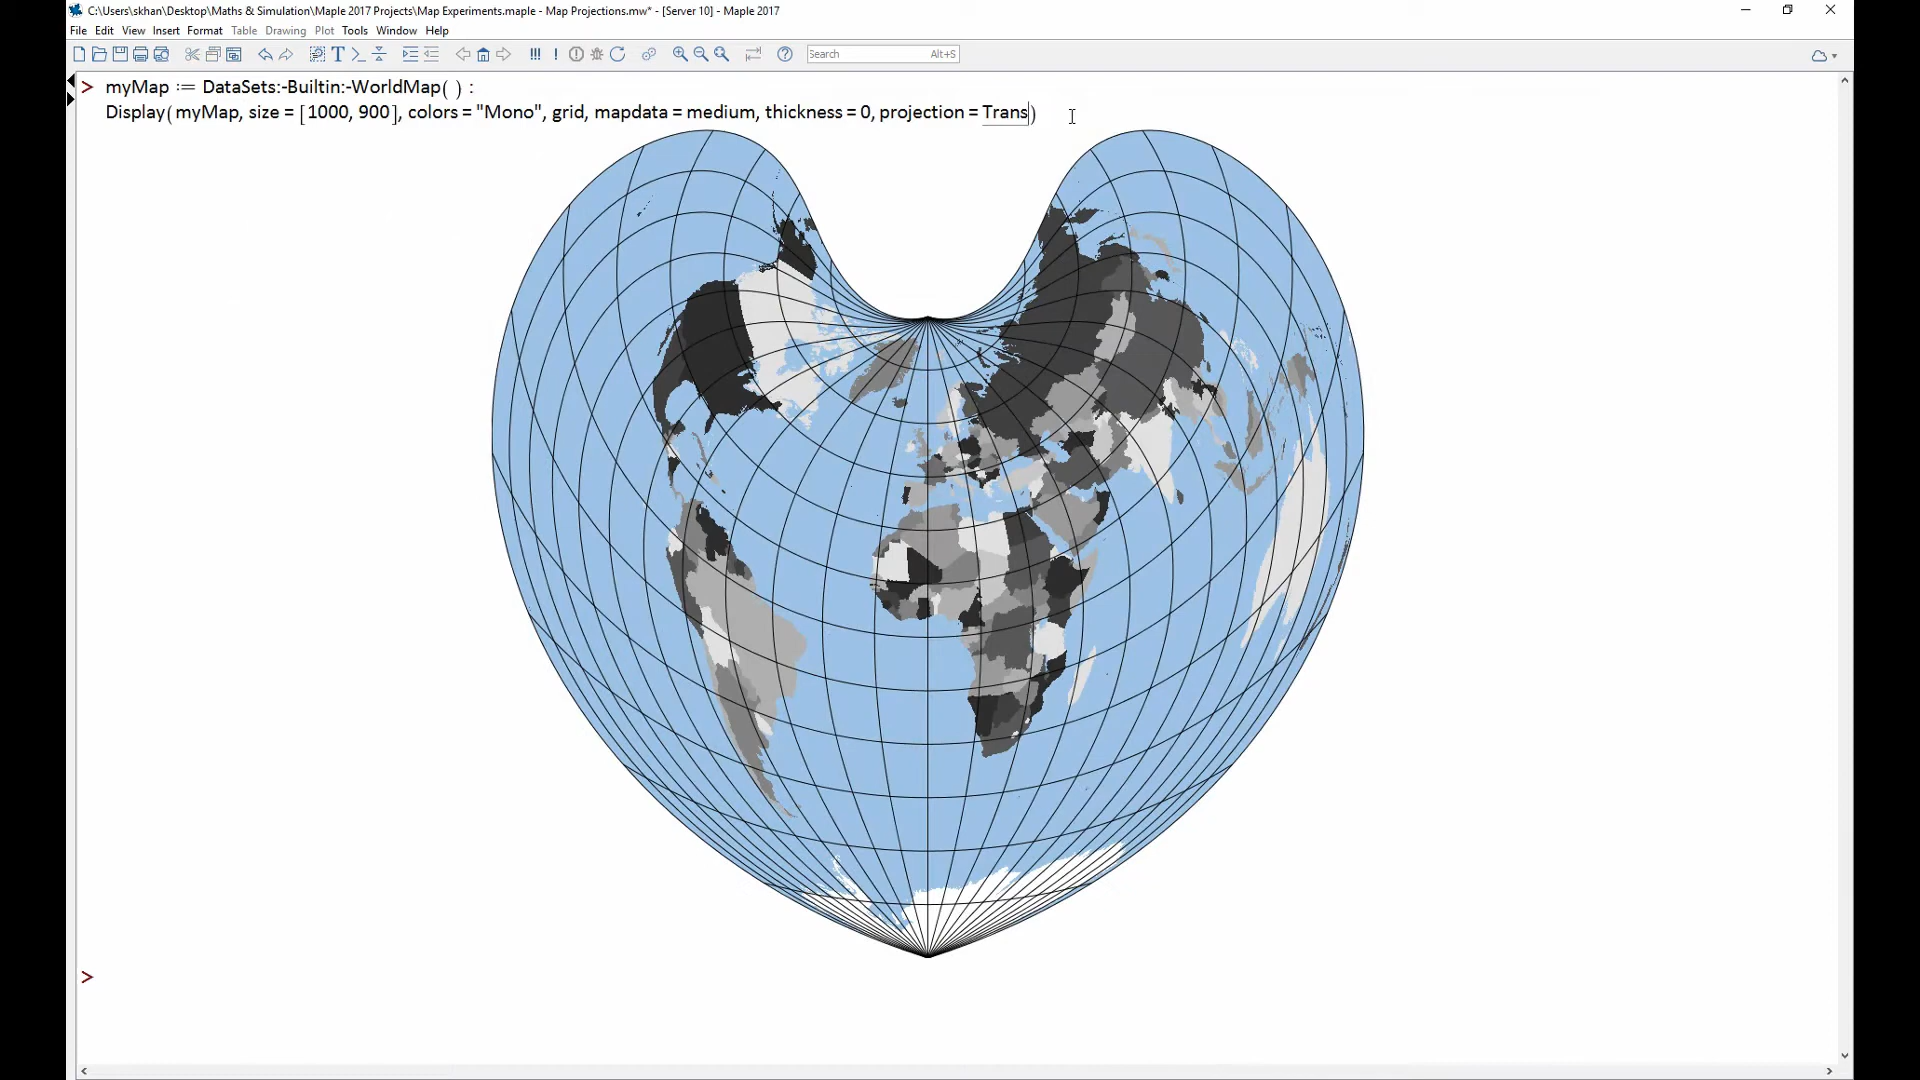 C:\Users\skhan\Desktop\Maths & Simulation\Maple 2017 Projects\Map Experiments.maple - Map Projections.mw* - [Server 10] - Maple 2017
File Edit View Insert Format Table Drawing Plot Tools Window Help
Search Alt+S
> myMap := DataSets:-Builtin:-WorldMap( ) :
Display(myMap, size = [1000, 900], colors = "Mono", grid, mapdata = medium, thickness = 0, projection = Trans)
>